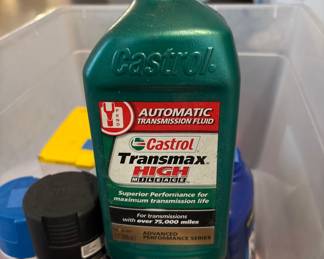 Castrol
AUTOMATIC
TRANSMISSION FLUID
Castrol
Transmax
HIGH
MILEAGE
Superior Performance for
maximum transmission life
For transmissions
with over 75,000 miles
ADVANCED
PERFORMANCE SERIES